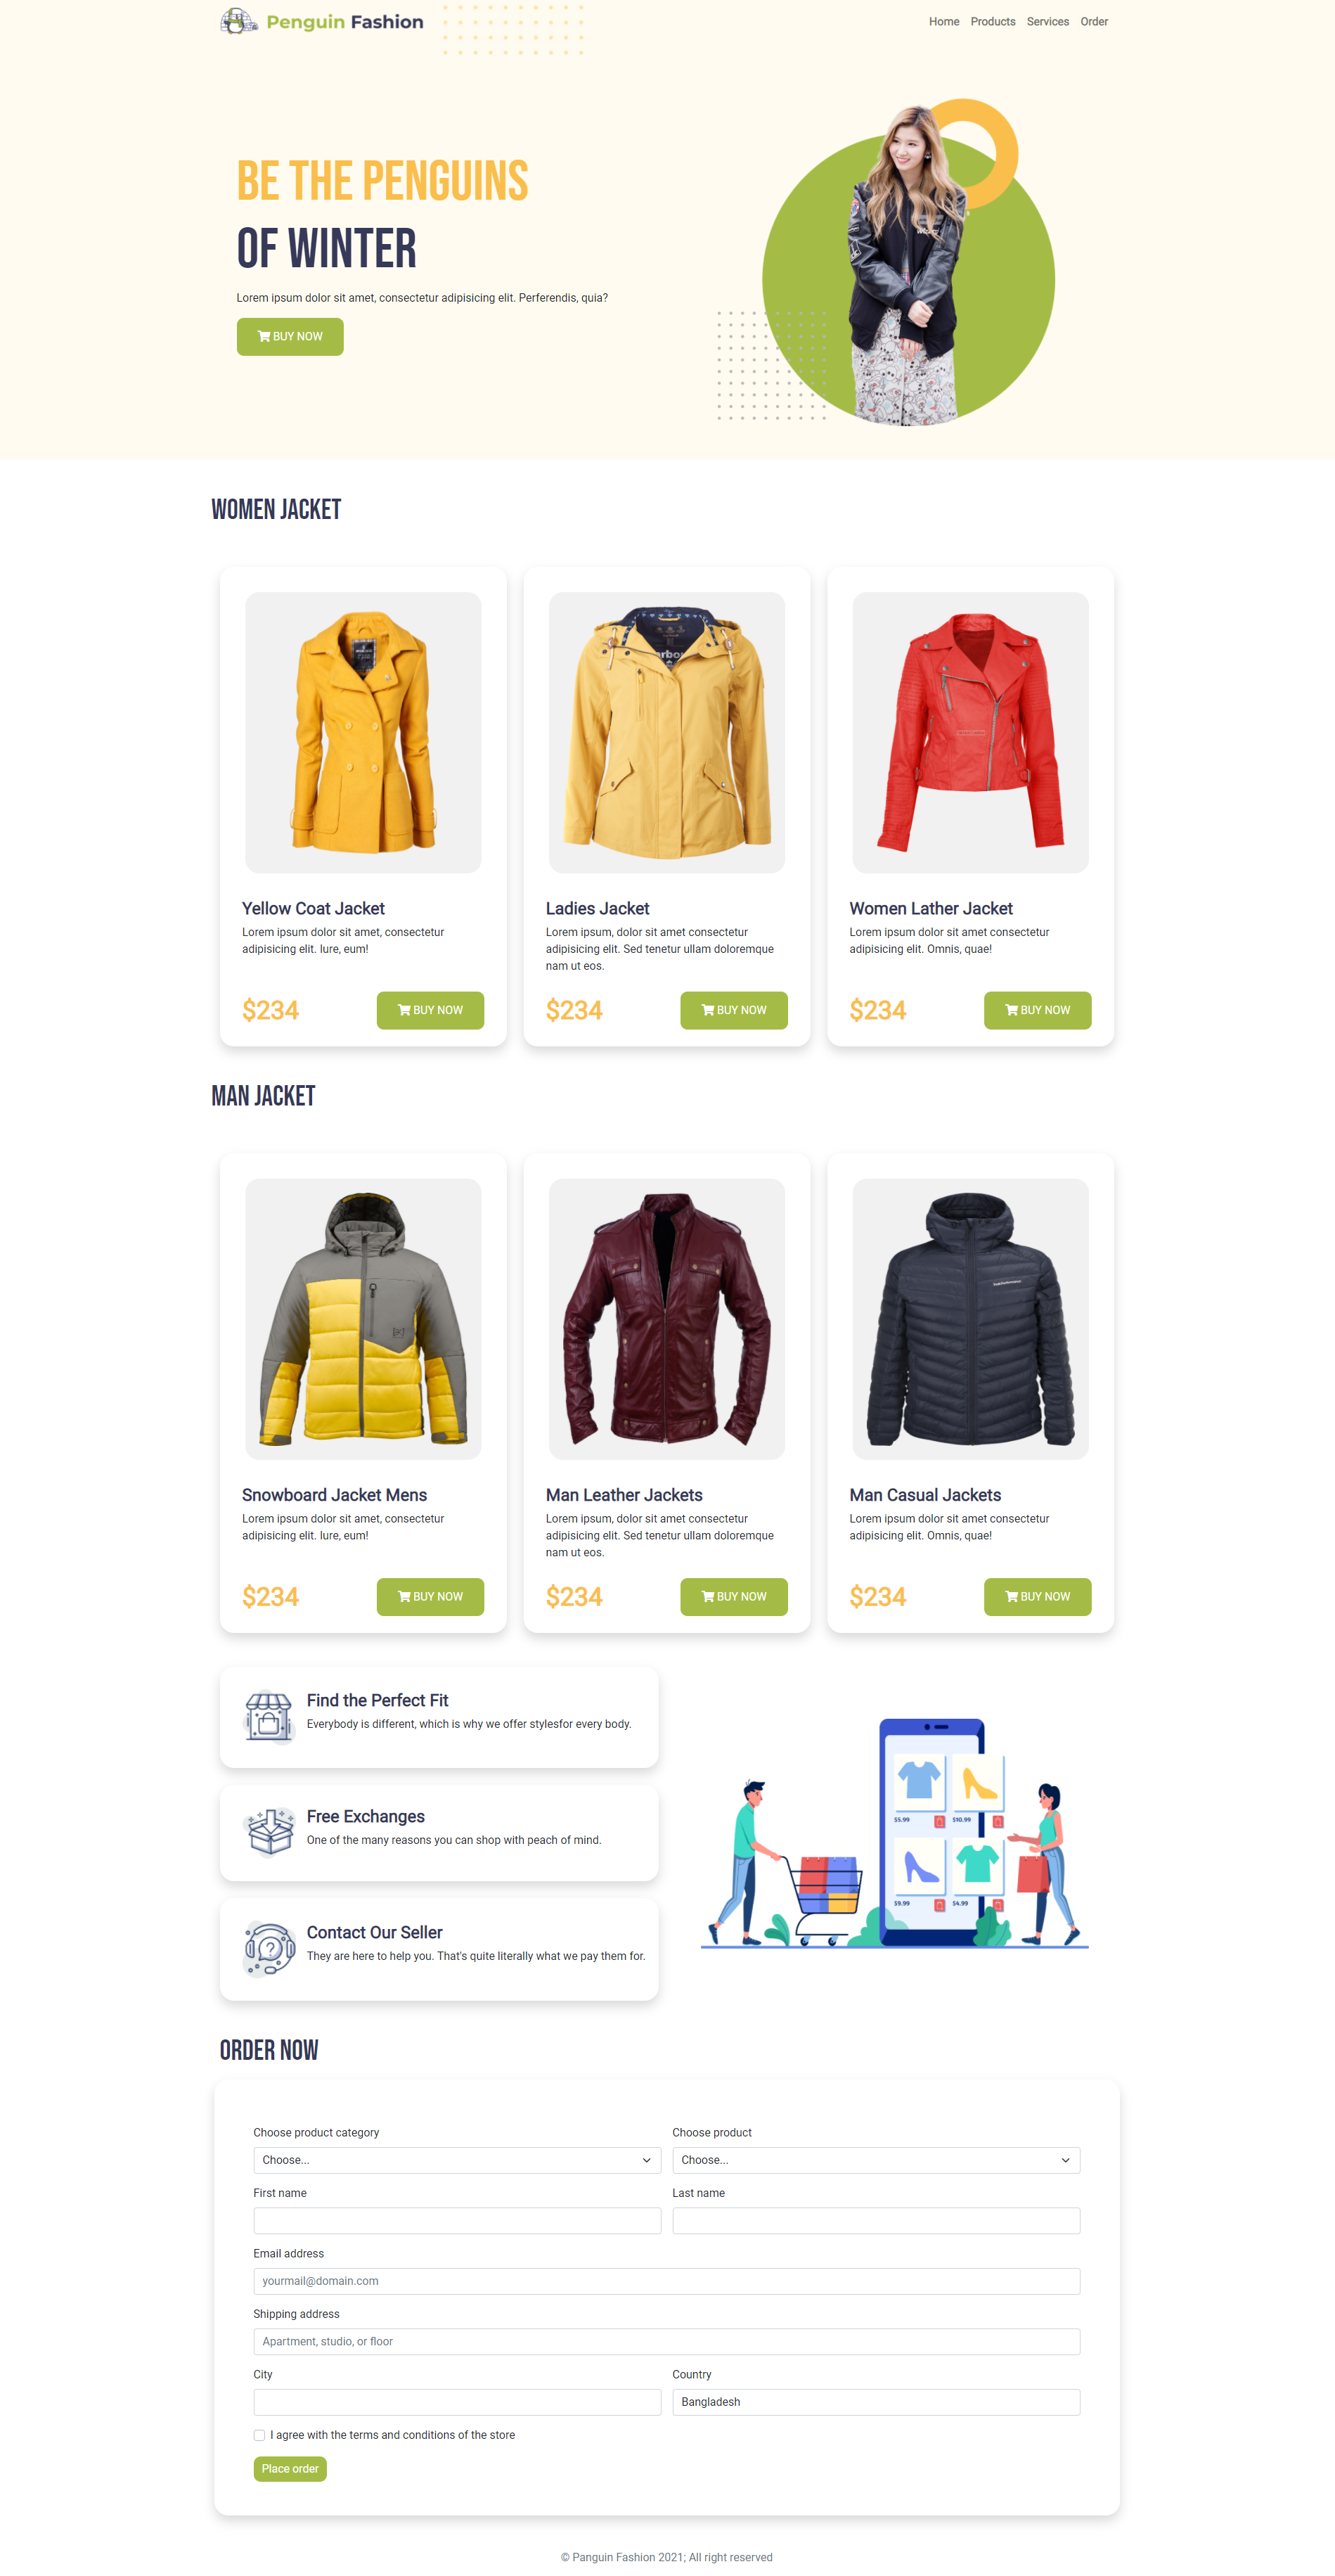 Penguin Fashion
Home Products Services Order
BE THE PENGUINS
OF WINTER
Lorem ipsum dolor sit amet, consectetur adipisicing elit. Perferendis, quia?
BUY NOW
WOMEN JACKET
Yellow Coat Jacket
Lorem ipsum dolor sit amet, consectetur
adipisicing elit. Iure, eum!
$234
BUY NOW
Ladies Jacket
Lorem ipsum, dolor sit amet consectetur
adipisicing elit. Sed tenetur ullam doloremque
nam ut eos.
$234
BUY NOW
Women Lather Jacket
Lorem ipsum dolor sit amet consectetur
adipisicing elit. Omnis, quae!
$234
BUY NOW
MAN JACKET
Snowboard Jacket Mens
Lorem ipsum dolor sit amet, consectetur
adipisicing elit. Iure, eum!
$234
BUY NOW
Man Leather Jackets
Lorem ipsum, dolor sit amet consectetur
adipisicing elit. Sed tenetur ullam doloremque
nam ut eos.
$234
BUY NOW
Man Casual Jackets
Lorem ipsum dolor sit amet consectetur
adipisicing elit. Omnis, quae!
$234
BUY NOW
Find the Perfect Fit
Everybody is different, which is why we offer stylesfor every body.
Free Exchanges
One of the many reasons you can shop with peach of mind.
Contact Our Seller
They are here to help you. That's quite literally what we pay them for.
$5.99 $10.99
$9.99 $4.99
ORDER NOW
Choose product category
Choose...
Choose product
Choose...
First name
Last name
Email address
yourmail@domain.com
Shipping address
Apartment, studio, or floor
City
Country
Bangladesh
I agree with the terms and conditions of the store
Place order
© Penguin Fashion 2021; All right reserved